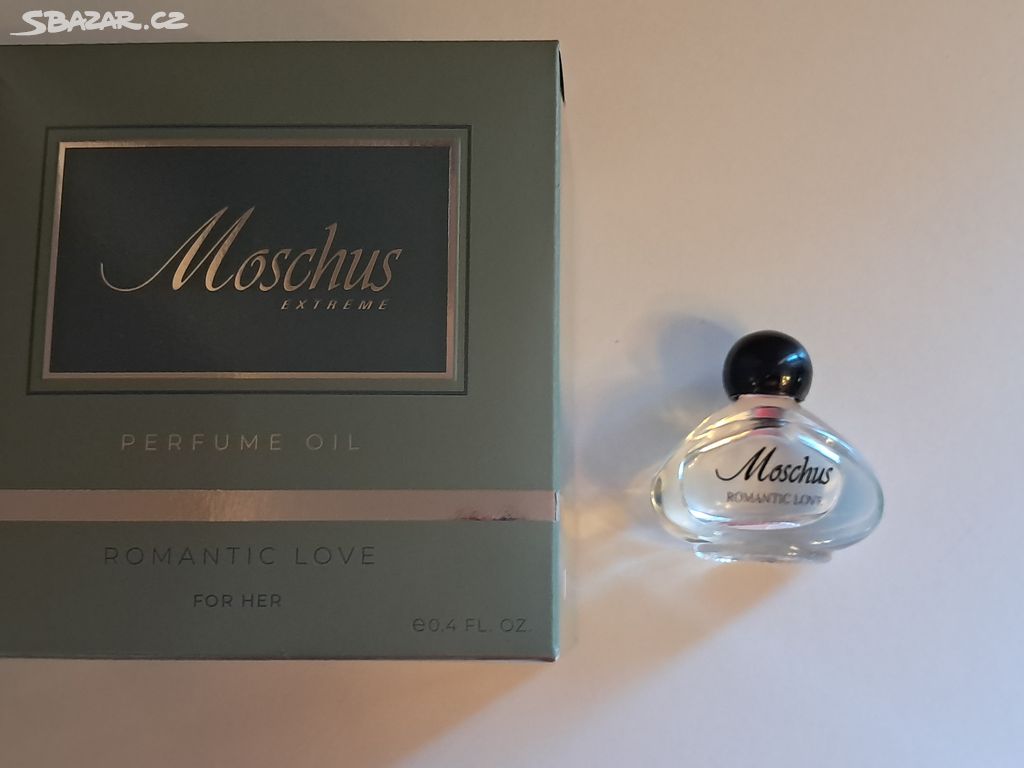 SBAZAR.CZ
Moschus
EXTREME
PERFUME OIL
ROMANTIC LOVE
FOR HER
℮0.4 FL. OZ.
Moschus
ROMANTIC LOVE